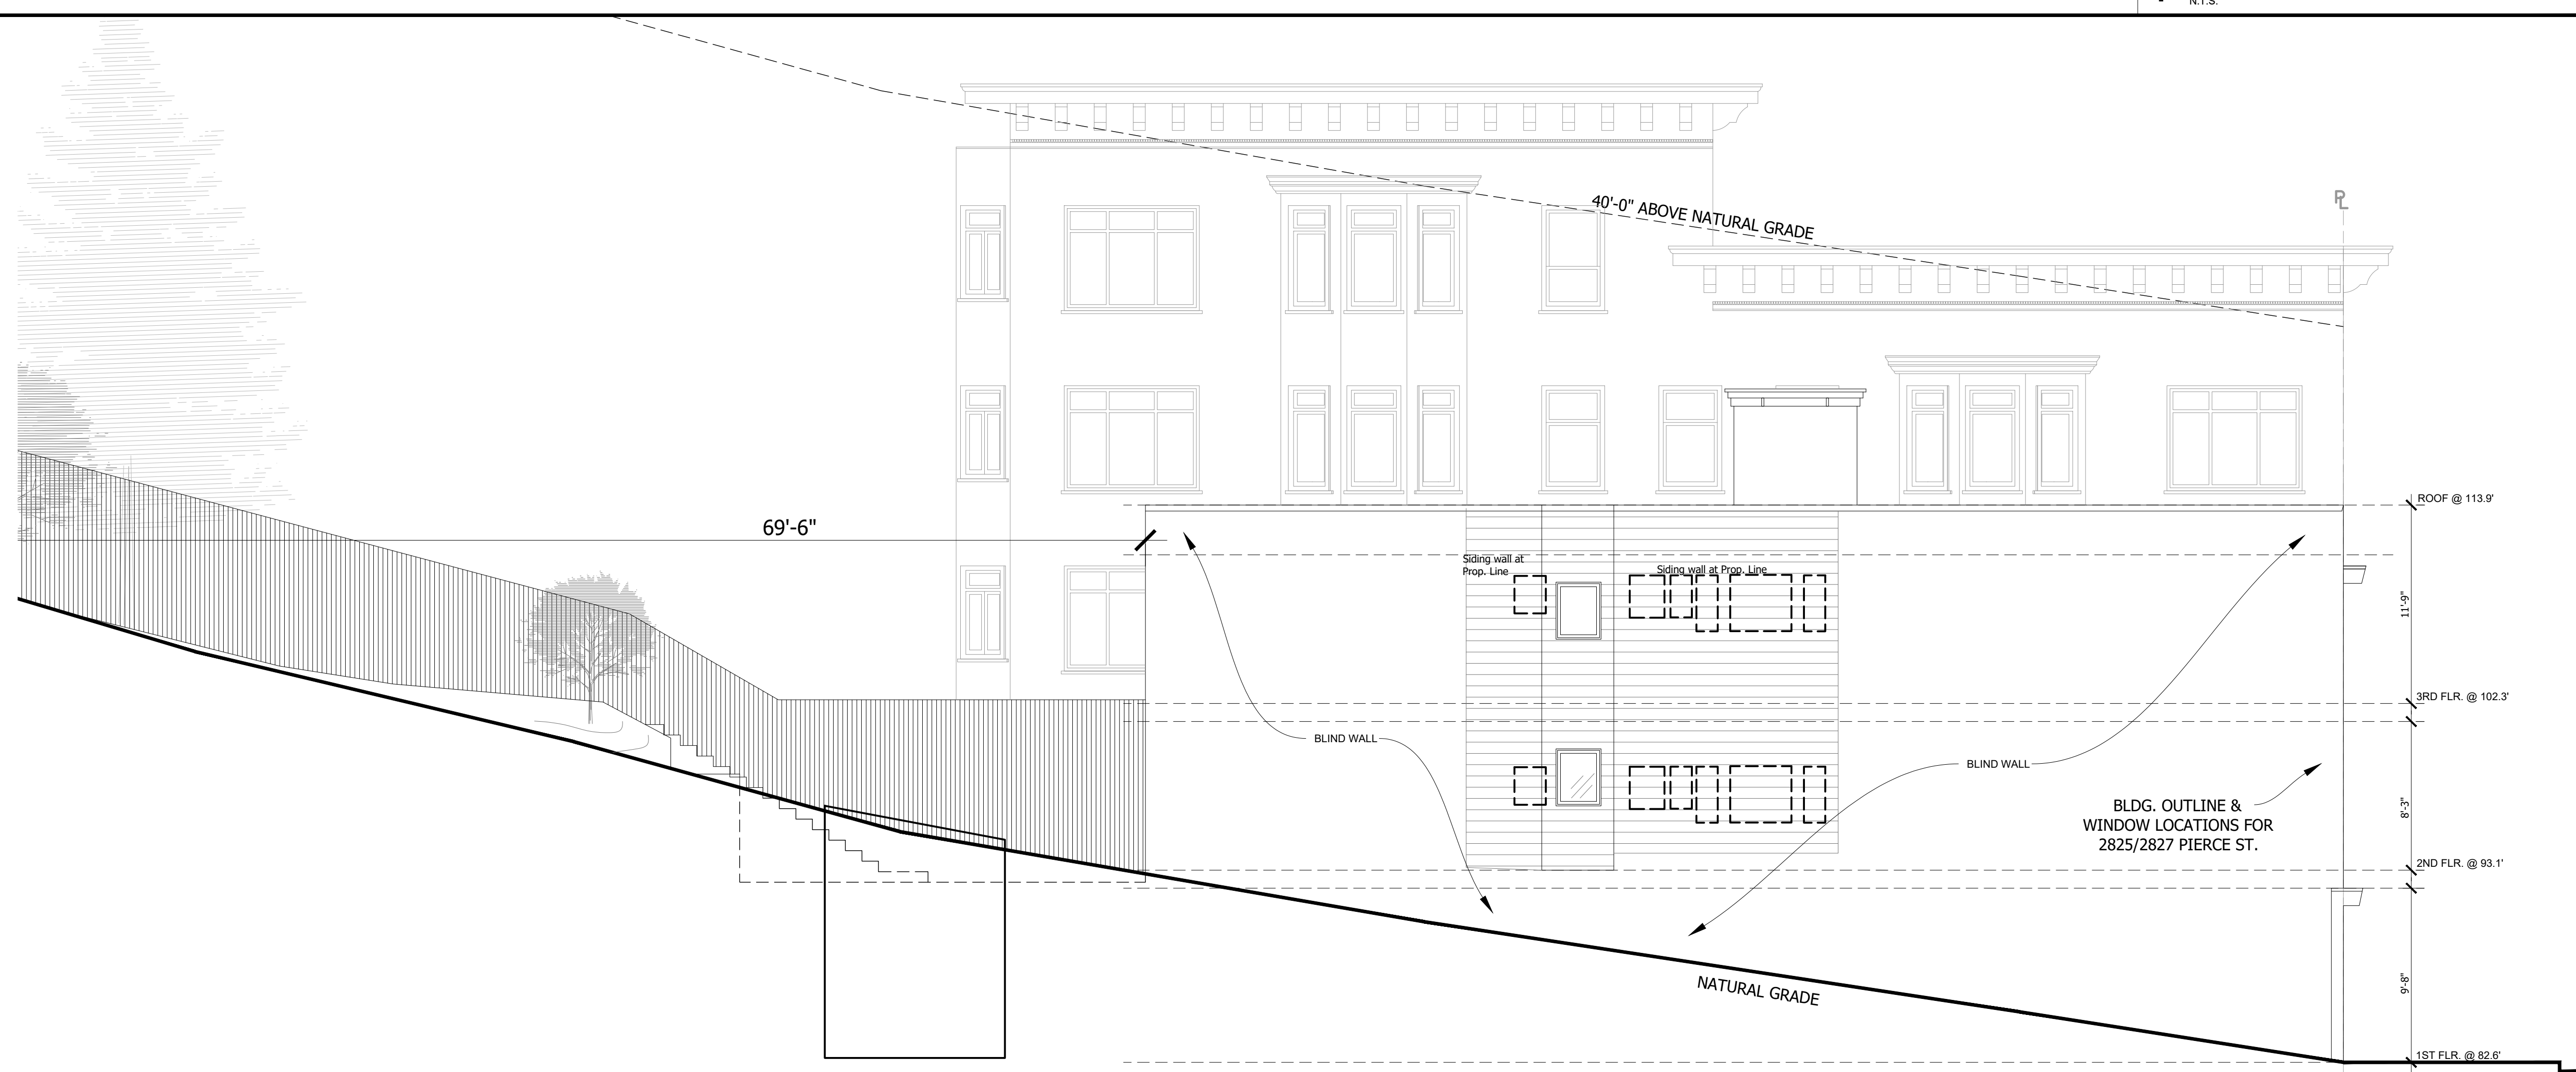 N.T.S.
40'-0" ABOVE NATURAL GRADE
PL
ROOF @ 113.9'
69'-6"
Siding wall at
Prop. Line
Siding wall at Prop. Line
11'-9"
3RD FLR. @ 102.3'
BLIND WALL
BLIND WALL
BLDG. OUTLINE &
WINDOW LOCATIONS FOR
2825/2827 PIERCE ST.
8'-3"
2ND FLR. @ 93.1'
NATURAL GRADE
9'-8"
1ST FLR. @ 82.6'